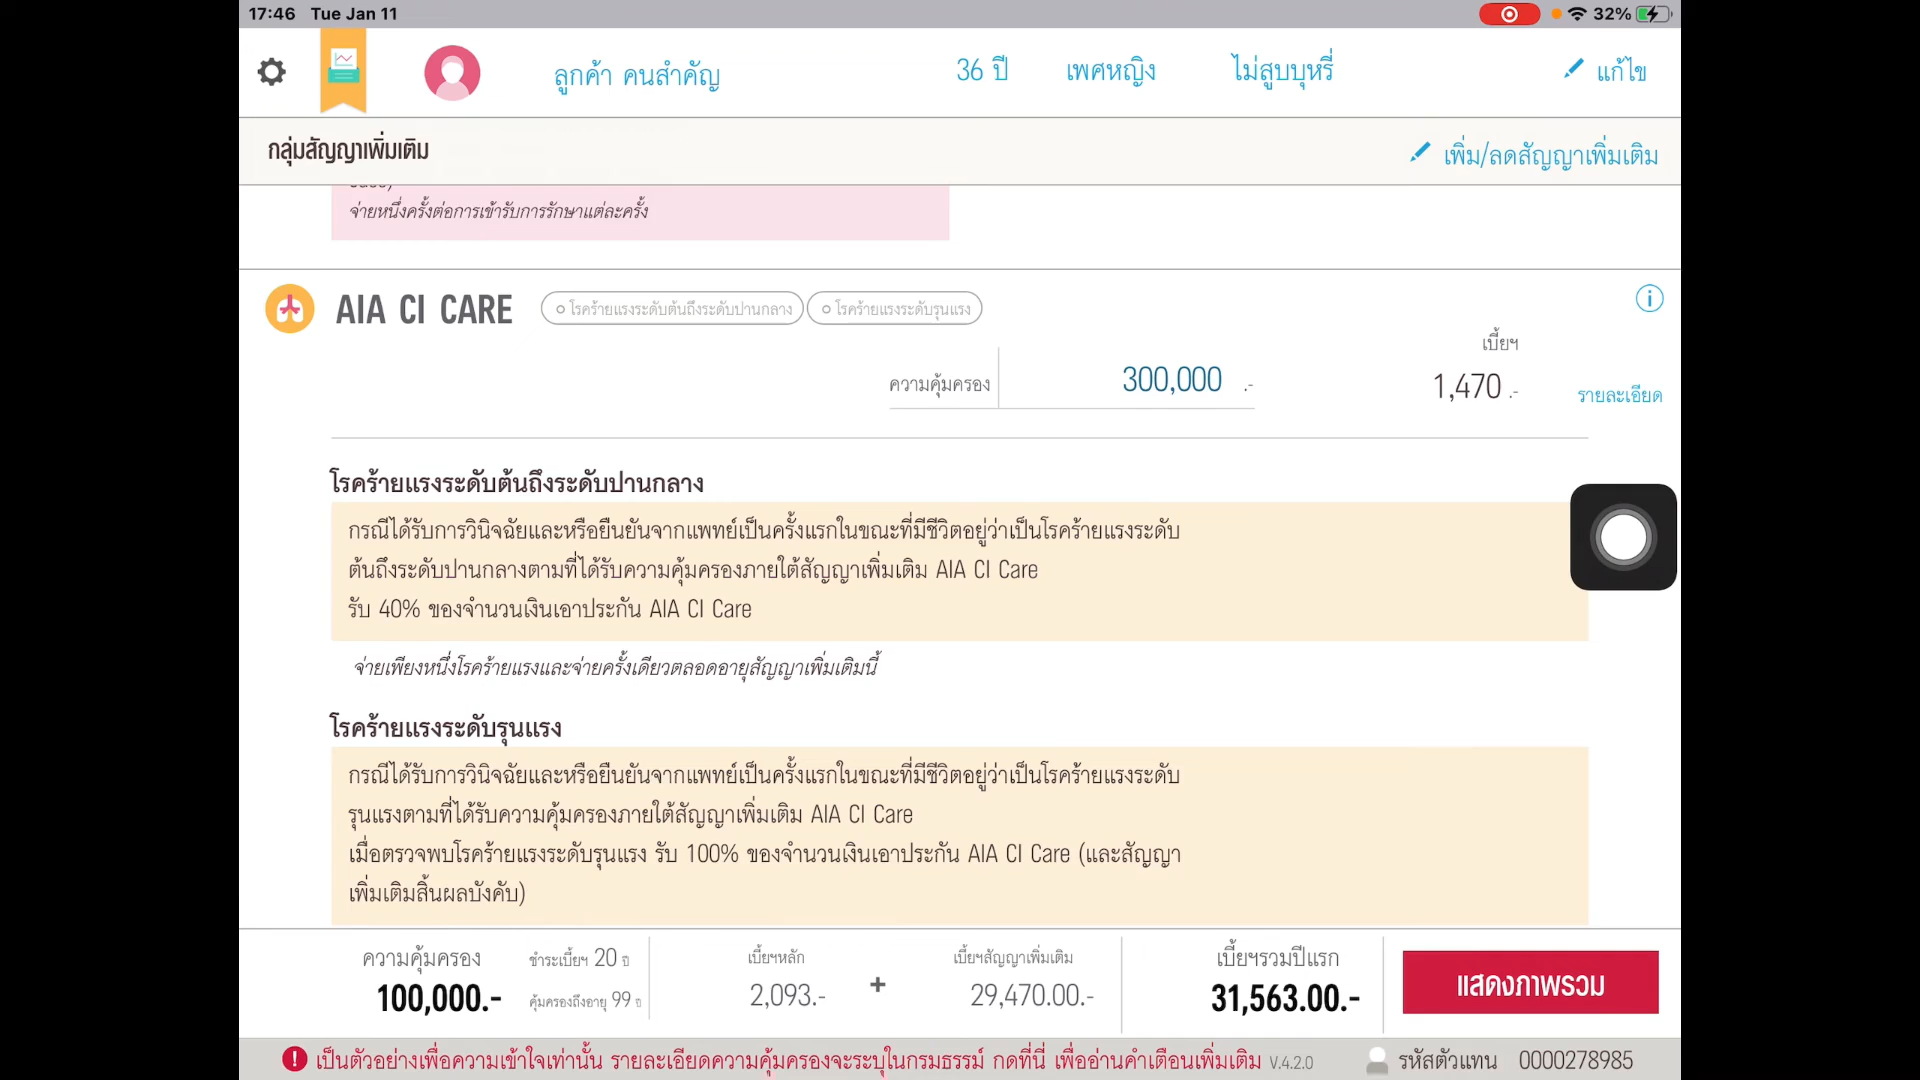 17:46 Tue Jan 11 32%
ลูกค้า คนสำคัญ 36 ปี เพศหญิง ไม่สูบบุหรี่ แก้ไข
กลุ่มสัญญาเพิ่มเติม เพิ่ม/ลดสัญญาเพิ่มเติม
จ่ายหนึ่งครั้งต่อการเข้ารับการรักษาแต่ละครั้ง
AIA CI CARE โรคร้ายแรงระดับต้นถึงระดับปานกลาง โรคร้ายแรงระดับรุนแรง
เบี้ยฯ
ความคุ้มครอง 300,000 .- 1,470 .- รายละเอียด
โรคร้ายแรงระดับต้นถึงระดับปานกลาง
กรณีได้รับการวินิจฉัยและหรือยืนยันจากแพทย์เป็นครั้งแรกในขณะที่มีชีวิตอยู่ว่าเป็นโรคร้ายแรงระดับ
ต้นถึงระดับปานกลางตามที่ได้รับความคุ้มครองภายใต้สัญญาเพิ่มเติม AIA CI Care
รับ 40% ของจำนวนเงินเอาประกัน AIA CI Care
จ่ายเพียงหนึ่งโรคร้ายแรงและจ่ายครั้งเดียวตลอดอายุสัญญาเพิ่มเติมนี้
โรคร้ายแรงระดับรุนแรง
กรณีได้รับการวินิจฉัยและหรือยืนยันจากแพทย์เป็นครั้งแรกในขณะที่มีชีวิตอยู่ว่าเป็นโรคร้ายแรงระดับ
รุนแรงตามที่ได้รับความคุ้มครองภายใต้สัญญาเพิ่มเติม AIA CI Care
เมื่อตรวจพบโรคร้ายแรงระดับรุนแรง รับ 100% ของจำนวนเงินเอาประกัน AIA CI Care (และสัญญา
เพิ่มเติมสิ้นผลบังคับ)
ความคุ้มครอง ชำระเบี้ยฯ 20 ปี เบี้ยฯหลัก เบี้ยฯสัญญาเพิ่มเติม เบี้ยฯรวมปีแรก
100,000.- คุ้มครองถึงอายุ 99 ปี 2,093.- + 29,470.00.- 31,563.00.- แสดงภาพรวม
เป็นตัวอย่างเพื่อความเข้าใจเท่านั้น รายละเอียดความคุ้มครองจะระบุในกรมธรรม์ กดที่นี่ เพื่ออ่านคำเตือนเพิ่มเติม V.4.2.0 รหัสตัวแทน 0000278985